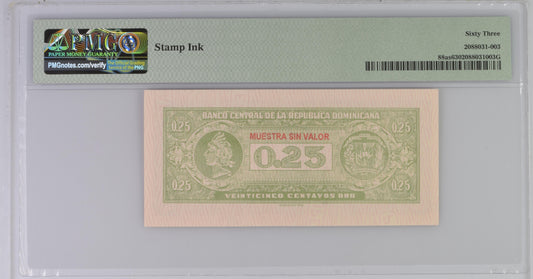 PMG
PAPER MONEY GUARANTY
PMGnotes.com/verify
Stamp Ink
Sixty Three
2088031-003
88as6302088031003G
BANCO CENTRAL DE LA REPUBLICA DOMINICANA
0.25
0.25
MUESTRA SIN VALOR
0.25
0.25
0.25
VEINTICINCO CENTAVOS ORO